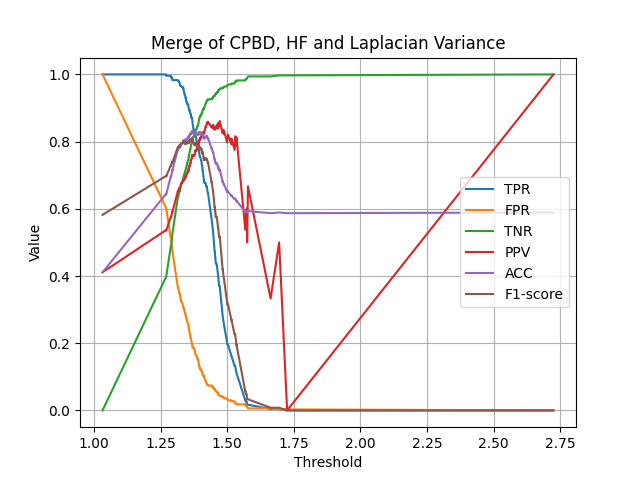 Merge of CPBD, HF and Laplacian Variance
Value
1.0
0.8
0.6
0.4
0.2
0.0
TPR
FPR
TNR
PPV
ACC
F1-score
1.00 1.25 1.50 1.75 2.00 2.25 2.50 2.75
Threshold